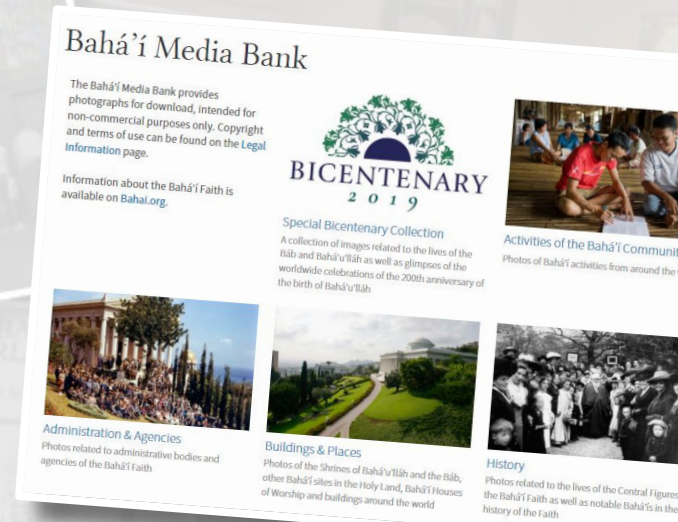 Bahá’í Media Bank
The Bahá’í Media Bank provides
photographs for download, intended for
non-commercial purposes only. Copyright
and terms of use can be found on the Legal
Information page.
Information about the Bahá’í Faith is
available on Bahai.org.
BICENTENARY
2019
Special Bicentenary Collection
A collection of images related to the lives of the
Báb and Bahá’u’lláh as well as glimpses of the
worldwide celebrations of the 200th anniversary of
the birth of Bahá’u’lláh
Activities of the Bahá’í Communit
Photos of Bahá’í activities from around the
Administration & Agencies
Photos related to administrative bodies and
agencies of the Bahá’í Faith
Buildings & Places
Photos of the Shrines of Bahá’u’lláh and the Báb,
other Bahá’í sites in the Holy Land, Bahá’í Houses
of Worship and buildings around the world
History
Photos related to the lives of the Central Figures
the Bahá’í Faith as well as notable Bahá’ís in the
history of the Faith